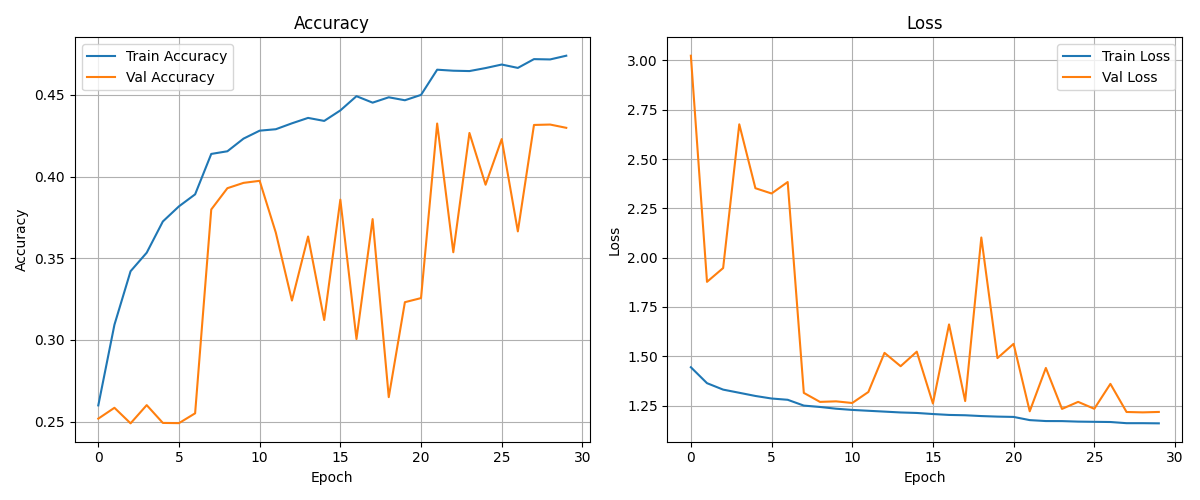 Accuracy
Train Accuracy
Val Accuracy
Accuracy
0.45
0.40
0.35
0.30
0.25
0 5 10 15 20 25 30
Epoch
Loss
Train Loss
Val Loss
Loss
3.00
2.75
2.50
2.25
2.00
1.75
1.50
1.25
0 5 10 15 20 25 30
Epoch